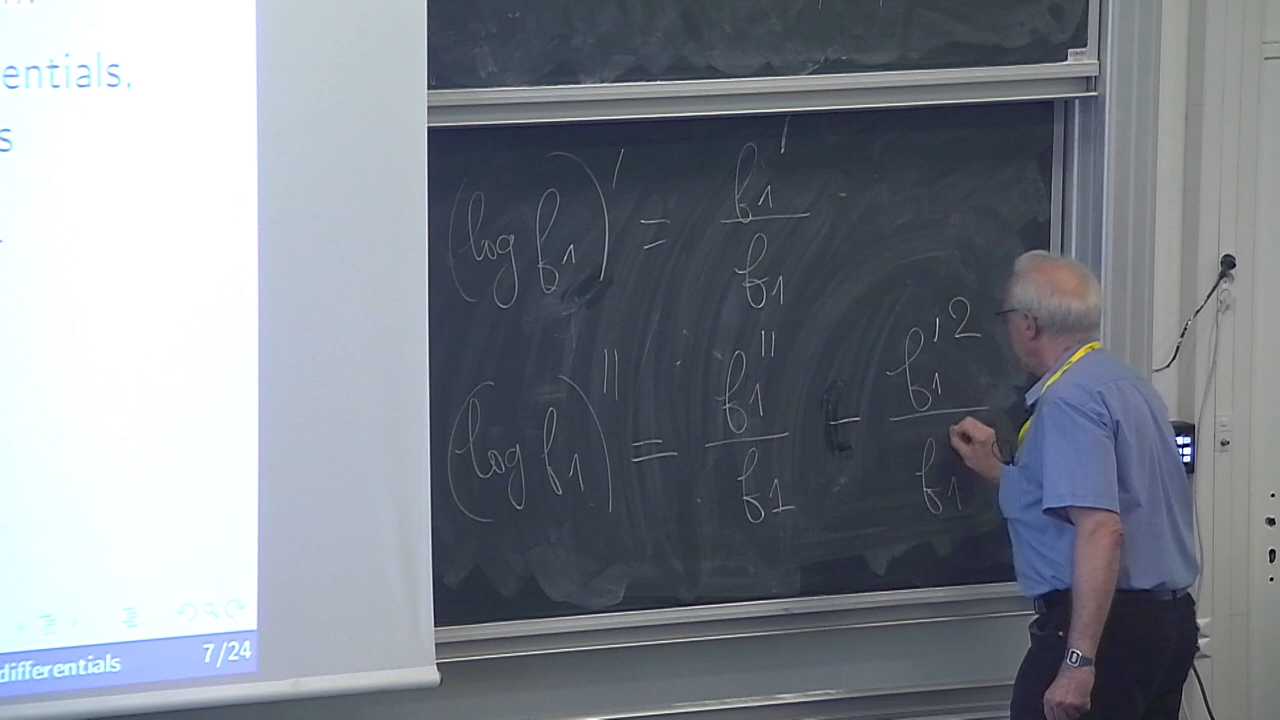 entials,
s
differentials 7/24
(log f₁)' = f₁' / f₁
(log f₁)'' = f₁'' / f₁ - f₁'² / f₁